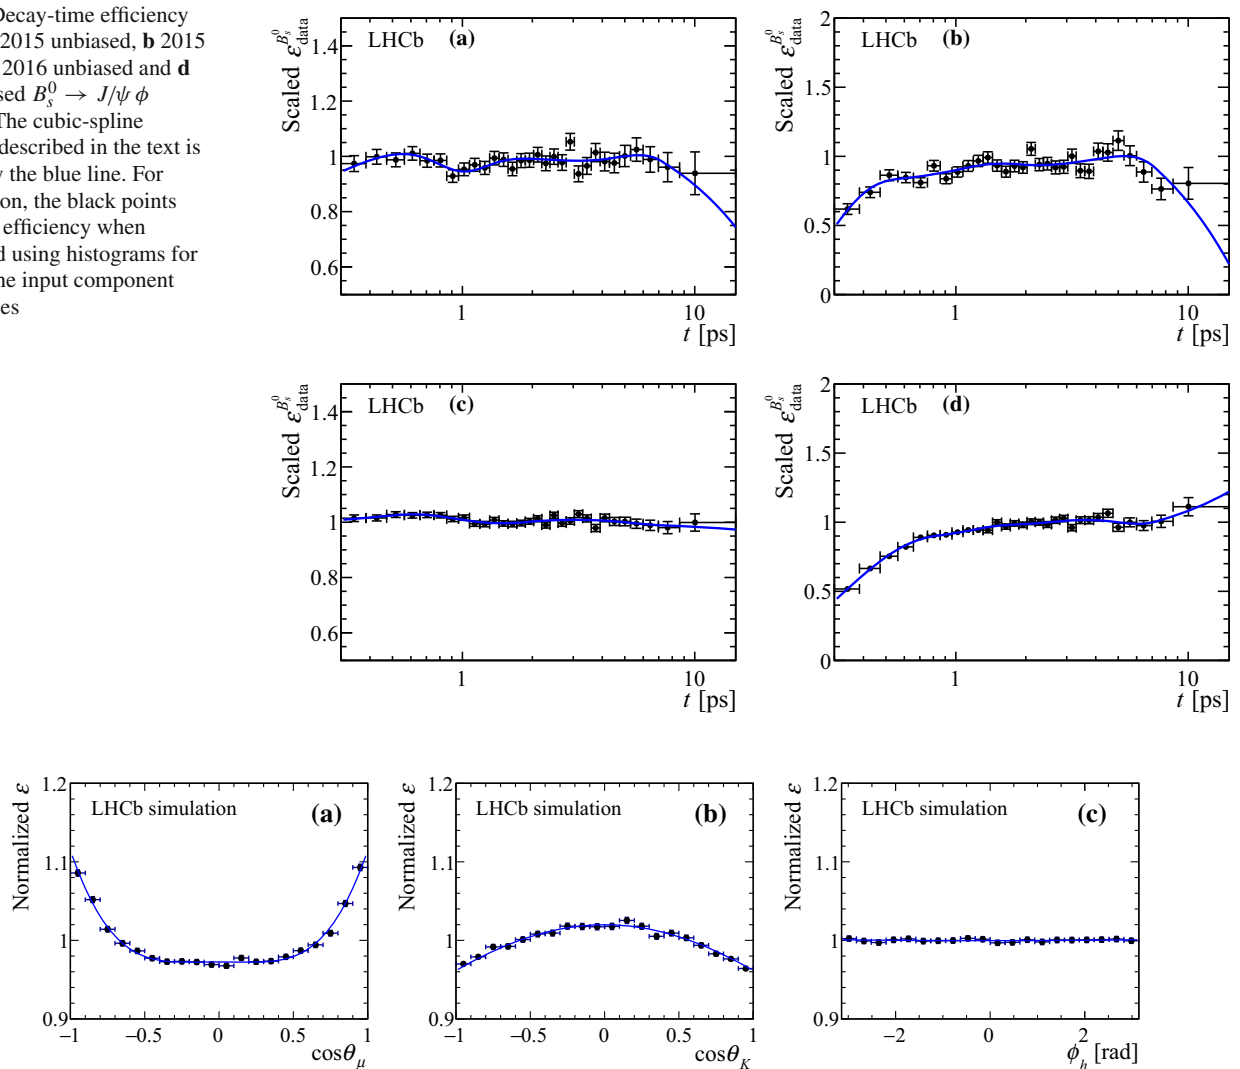 Decay-time efficiency
2015 unbiased, b 2015
2016 unbiased and d
sed B_s^0 → J/ψ ϕ
The cubic-spline
described in the text is
y the blue line. For
on, the black points
efficiency when
d using histograms for
ne input component
es
Scaled ε_data^{B_s^0}
1.4
1.2
1
0.8
0.6
LHCb (a)
1 10
t [ps]
Scaled ε_data^{B_s^0}
2
1.5
1
0.5
0
LHCb (b)
1 10
t [ps]
Scaled ε_data^{B_s^0}
1.4
1.2
1
0.8
0.6
LHCb (c)
1 10
t [ps]
Scaled ε_data^{B_s^0}
2
1.5
1
0.5
0
LHCb (d)
1 10
t [ps]
Normalized ε
1.2
1.1
1
0.9
LHCb simulation (a)
−1 −0.5 0 0.5 1
cosθ_μ
Normalized ε
1.2
1.1
1
0.9
LHCb simulation (b)
−1 −0.5 0 0.5 1
cosθ_K
Normalized ε
1.2
1.1
1
0.9
LHCb simulation (c)
−2 0 2
ϕ_h [rad]